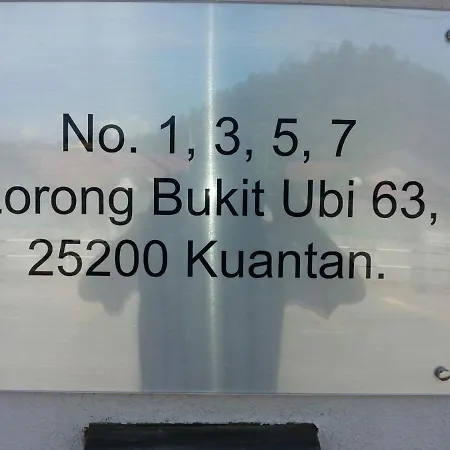 No. 1, 3, 5, 7
Lorong Bukit Ubi 63,
25200 Kuantan.